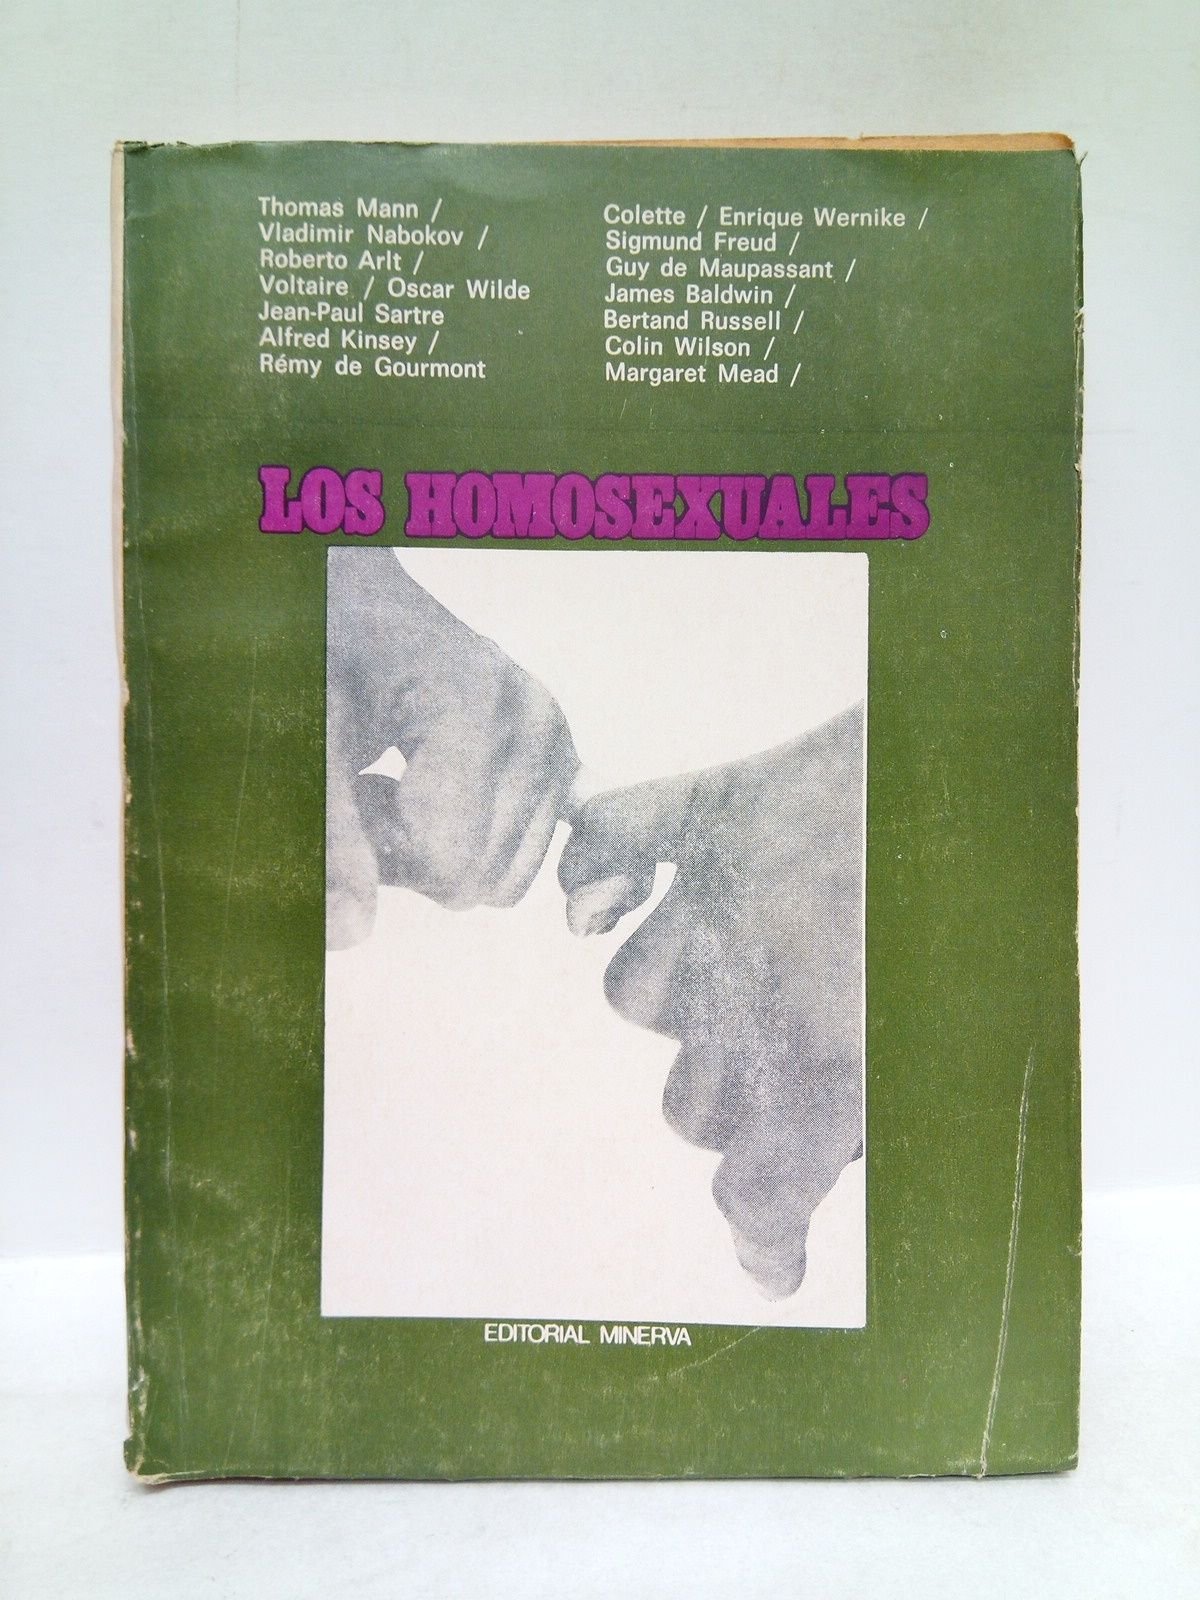 Thomas Mann /
Vladimir Nabokov /
Roberto Arlt /
Voltaire / Oscar Wilde
Jean-Paul Sartre
Alfred Kinsey /
Rémy de Gourmont
Colette / Enrique Wernike /
Sigmund Freud /
Guy de Maupassant /
James Baldwin /
Bertand Russell /
Colin Wilson /
Margaret Mead /
LOS HOMOSEXUALES
EDITORIAL MINERVA